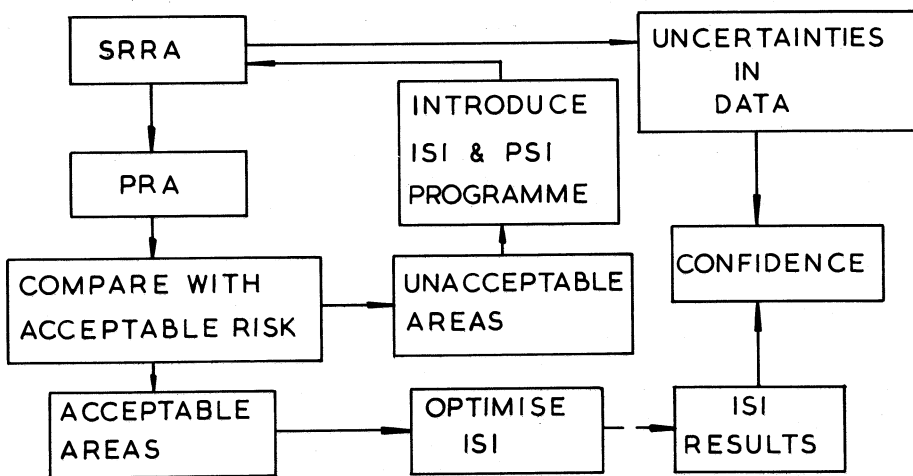 SRRA
UNCERTAINTIES
IN
DATA
INTRODUCE
ISI & PSI
PROGRAMME
PRA
COMPARE WITH
ACCEPTABLE RISK
UNACCEPTABLE
AREAS
CONFIDENCE
ACCEPTABLE
AREAS
OPTIMISE
ISI
ISI
RESULTS